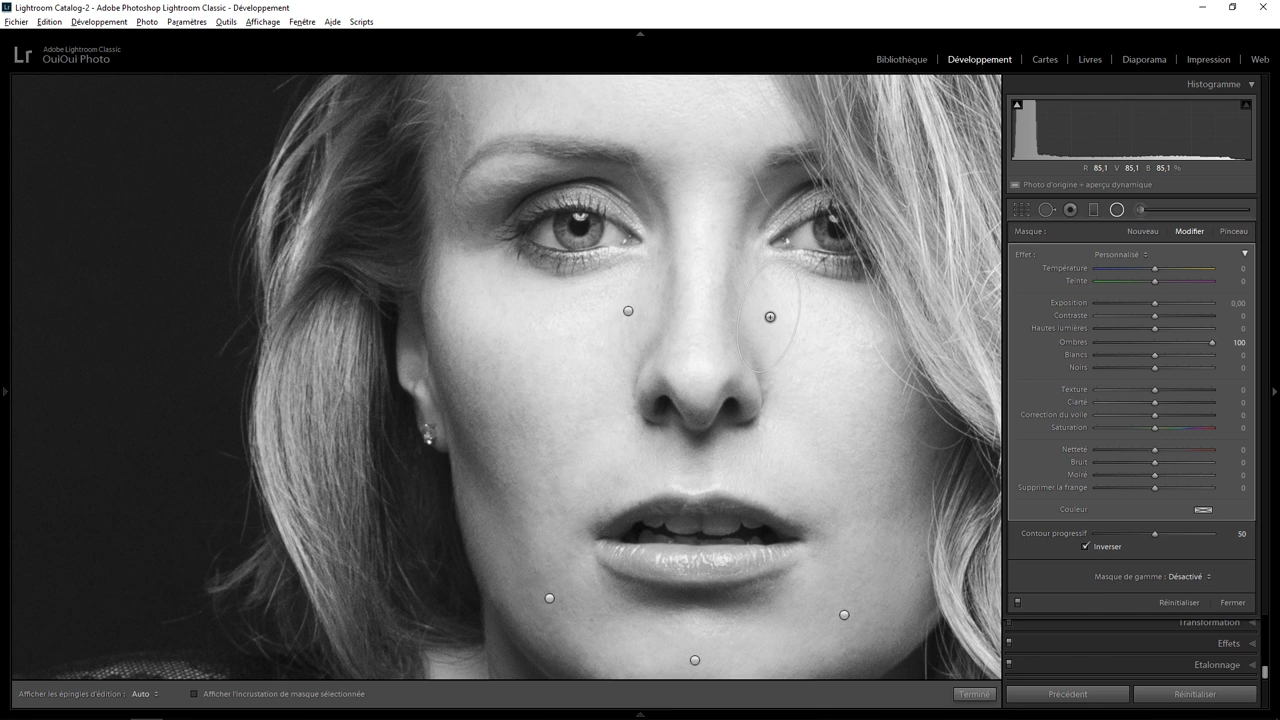 Lightroom Catalog-2 - Adobe Photoshop Lightroom Classic - Développement
Fichier Edition Développement Photo Paramètres Outils Affichage Fenêtre Aide Scripts
Lr Adobe Lightroom Classic
OuiOui Photo
Bibliothèque | Développement | Cartes | Livres | Diaporama | Impression | Web
Histogramme
R 85,1 V 85,1 B 85,1 %
Photo d'origine + aperçu dynamique
Masque : Nouveau Modifier Pinceau
Effet : Personnalisé
Température 0
Teinte 0
Exposition 0,00
Contraste 0
Hautes lumières 0
Ombres 100
Blancs 0
Noirs 0
Texture 0
Clarté 0
Correction du voile 0
Saturation 0
Netteté 0
Bruit 0
Moiré 0
Supprimer la frange 0
Couleur
Contour progressif 50
Inverser
Masque de gamme : Désactivé
Réinitialiser Fermer
Transformation
Effets
Etalonnage
Afficher les épingles d'édition : Auto Afficher l'incrustation de masque sélectionnée Terminé
Précédent Réinitialiser